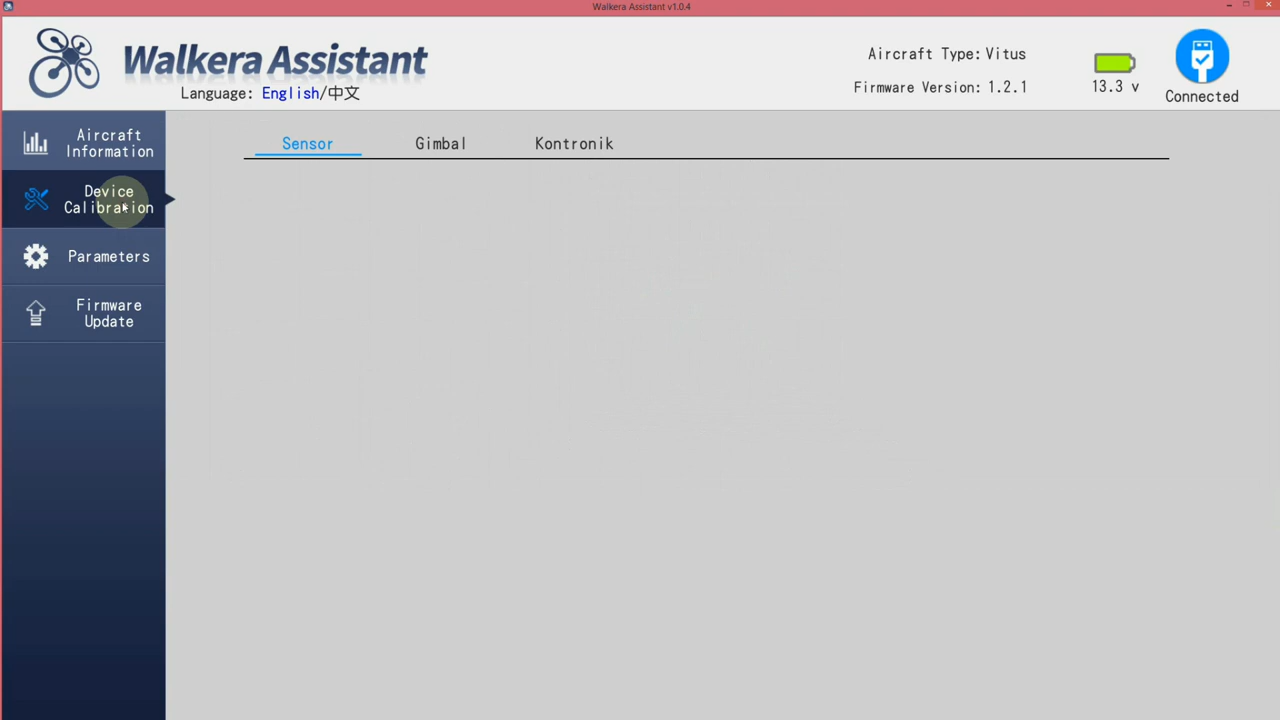 Walkera Assistant v1.0.4
Walkera Assistant
Language: English/中文
Aircraft Type: Vitus
Firmware Version: 1.2.1
13.3 v
Connected
Aircraft
Information
Device
Calibration
Parameters
Firmware
Update
Sensor Gimbal Kontronik